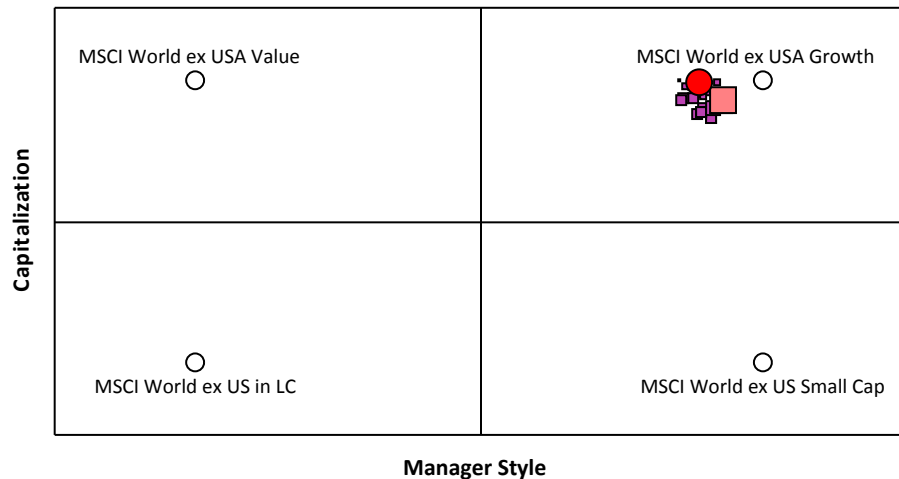 MSCI World ex USA Value
MSCI World ex USA Growth
Capitalization
MSCI World ex US in LC
MSCI World ex US Small Cap
Manager Style